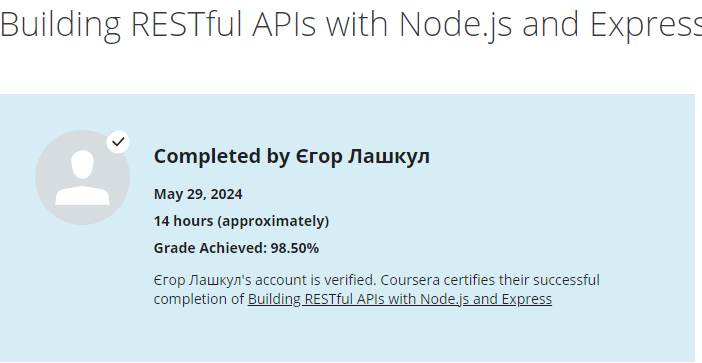 Building RESTful APIs with Node.js and Express
Completed by Єгор Лашкул
May 29, 2024
14 hours (approximately)
Grade Achieved: 98.50%
Єгор Лашкул's account is verified. Coursera certifies their successful
completion of Building RESTful APIs with Node.js and Express